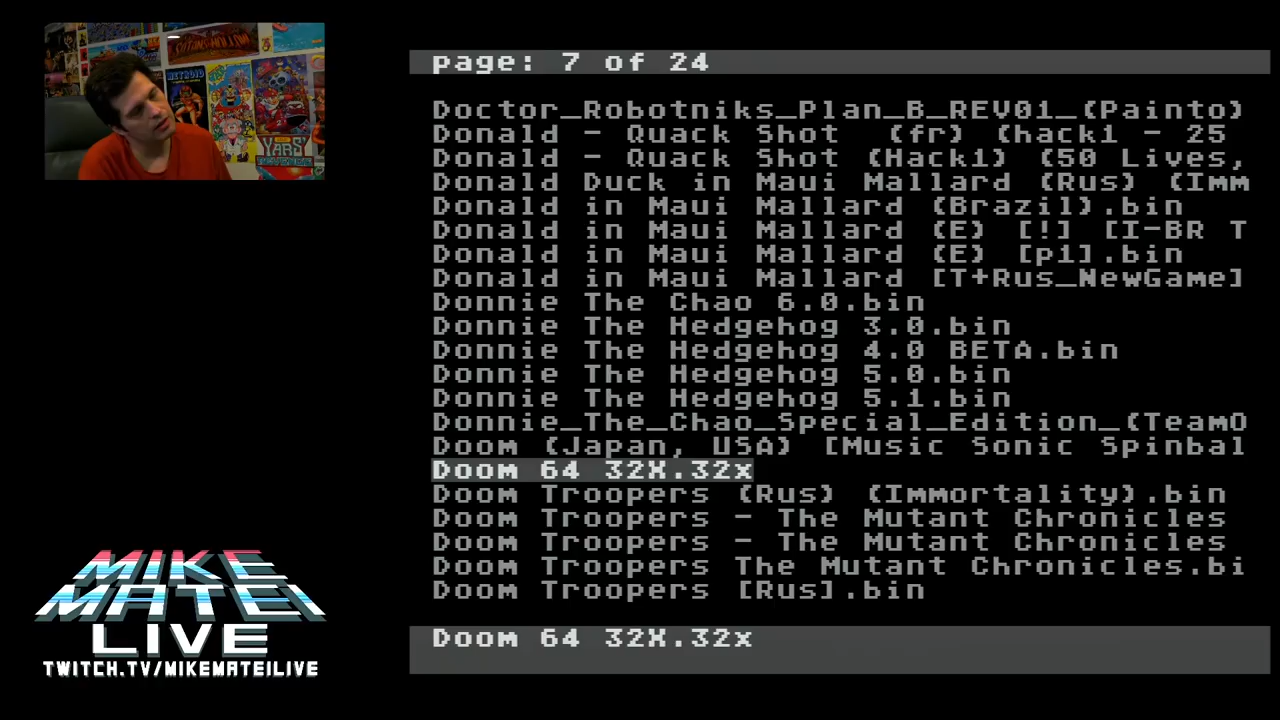 SATAN'S HOLLOW
METROID
YARS'
page: 7 of 24
Doctor_Robotniks_Plan_B_REV01_(Painto)
Donald - Quack Shot  (fr) (hack1 - 25
Donald - Quack Shot (Hack1) (50 Lives,
Donald Duck in Maui Mallard (Rus) (Imm
Donald in Maui Mallard (Brazil).bin
Donald in Maui Mallard (E) [!] [I-BR T
Donald in Maui Mallard (E) [p1].bin
Donald in Maui Mallard [T+Rus_NewGame]
Donnie The Chao 6.0.bin
Donnie The Hedgehog 3.0.bin
Donnie The Hedgehog 4.0 BETA.bin
Donnie The Hedgehog 5.0.bin
Donnie The Hedgehog 5.1.bin
Donnie_The_Chao_Special_Edition_(TeamO
Doom (Japan, USA) [Music Sonic Spinbal
Doom 64 32X.32x
Doom Troopers (Rus) (Immortality).bin
Doom Troopers - The Mutant Chronicles
Doom Troopers - The Mutant Chronicles
Doom Troopers The Mutant Chronicles.bi
Doom Troopers [Rus].bin
Doom 64 32X.32x
MIKE
MATEI
LIVE
TWITCH.TV/MIKEMATEILIVE